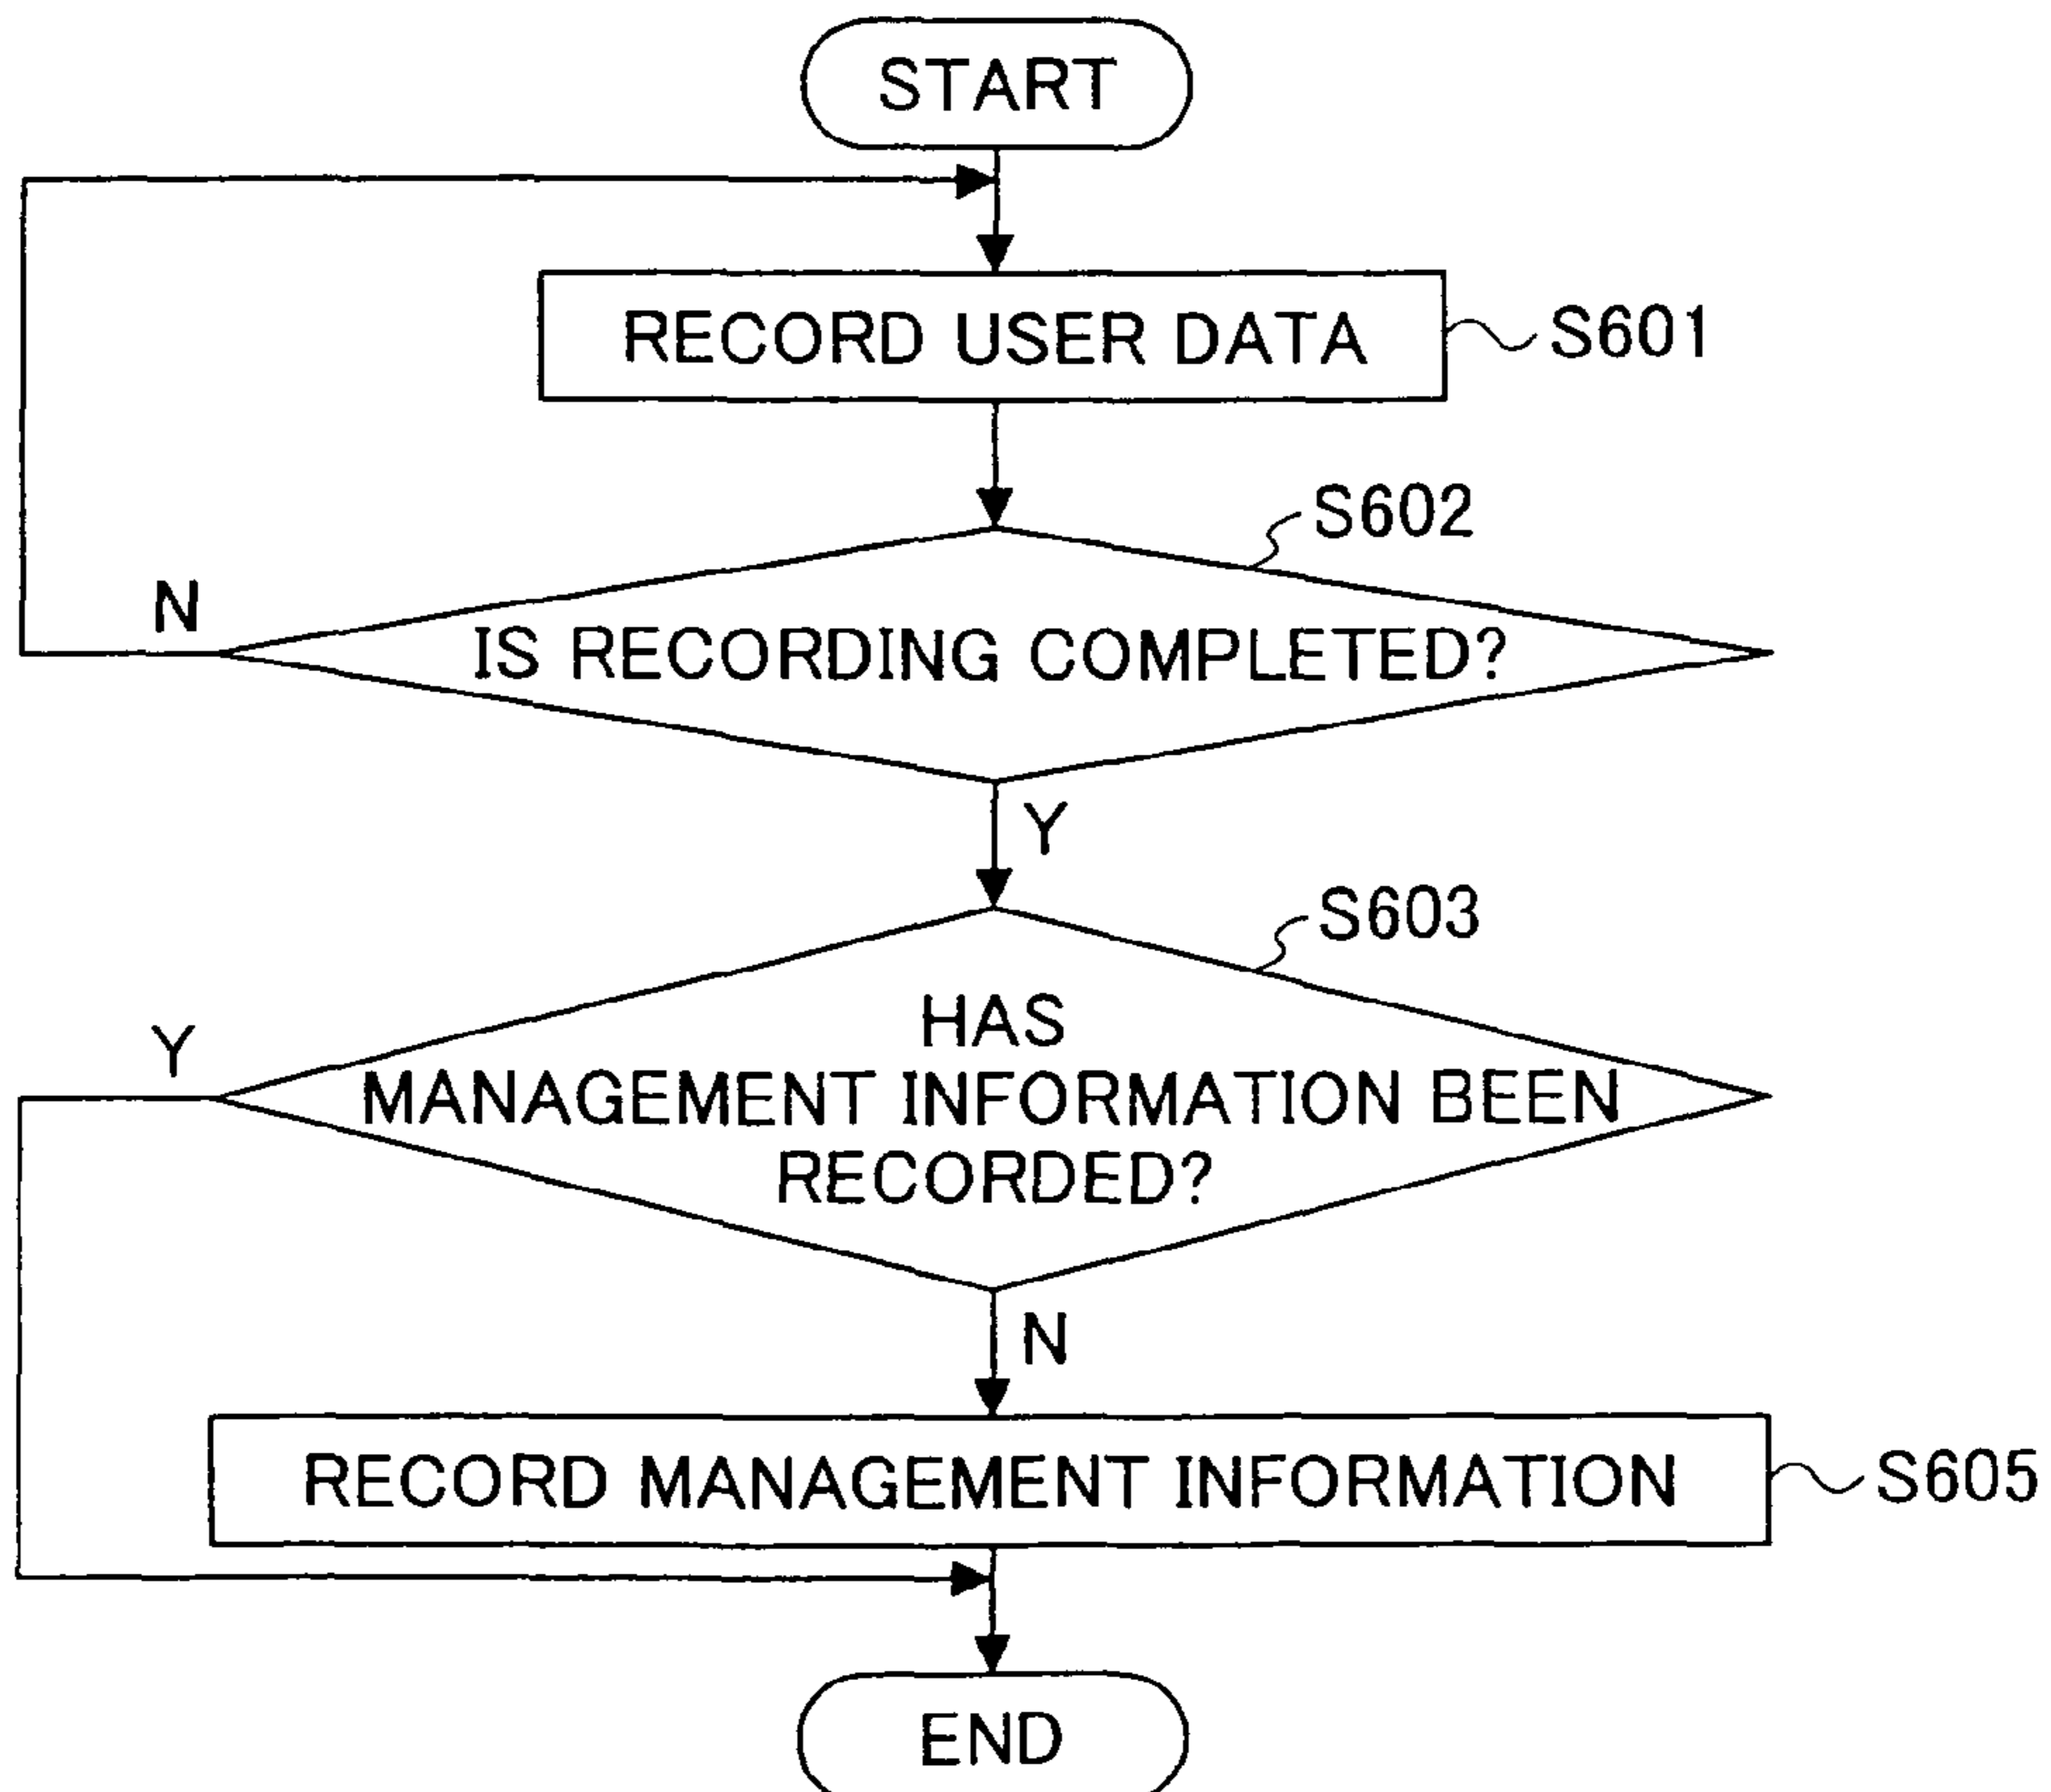 START
RECORD USER DATA
S601
S602
N
IS RECORDING COMPLETED?
Y
S603
HAS
Y
MANAGEMENT INFORMATION BEEN
RECORDED?
N
RECORD MANAGEMENT INFORMATION
S605
END